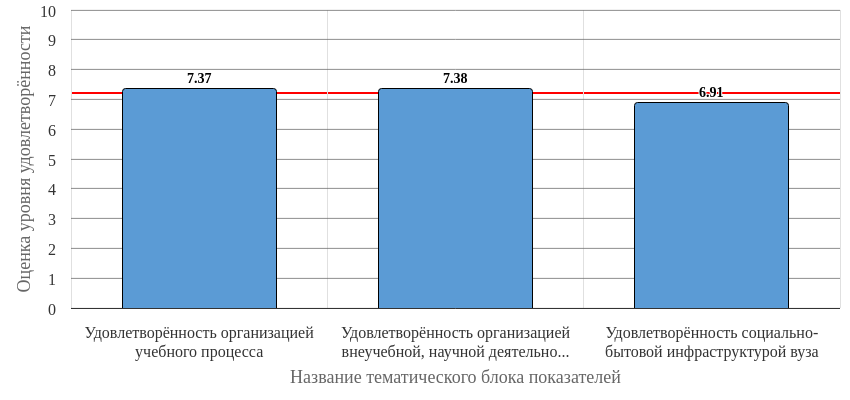 Оценка уровня удовлетворённости
10
9
8
7
6
5
4
3
2
1
0
7.37
7.38
6.91
Удовлетворённость организацией
учебного процесса
Удовлетворённость организацией
внеучебной, научной деятельно...
Удовлетворённость социально-
бытовой инфраструктурой вуза
Название тематического блока показателей